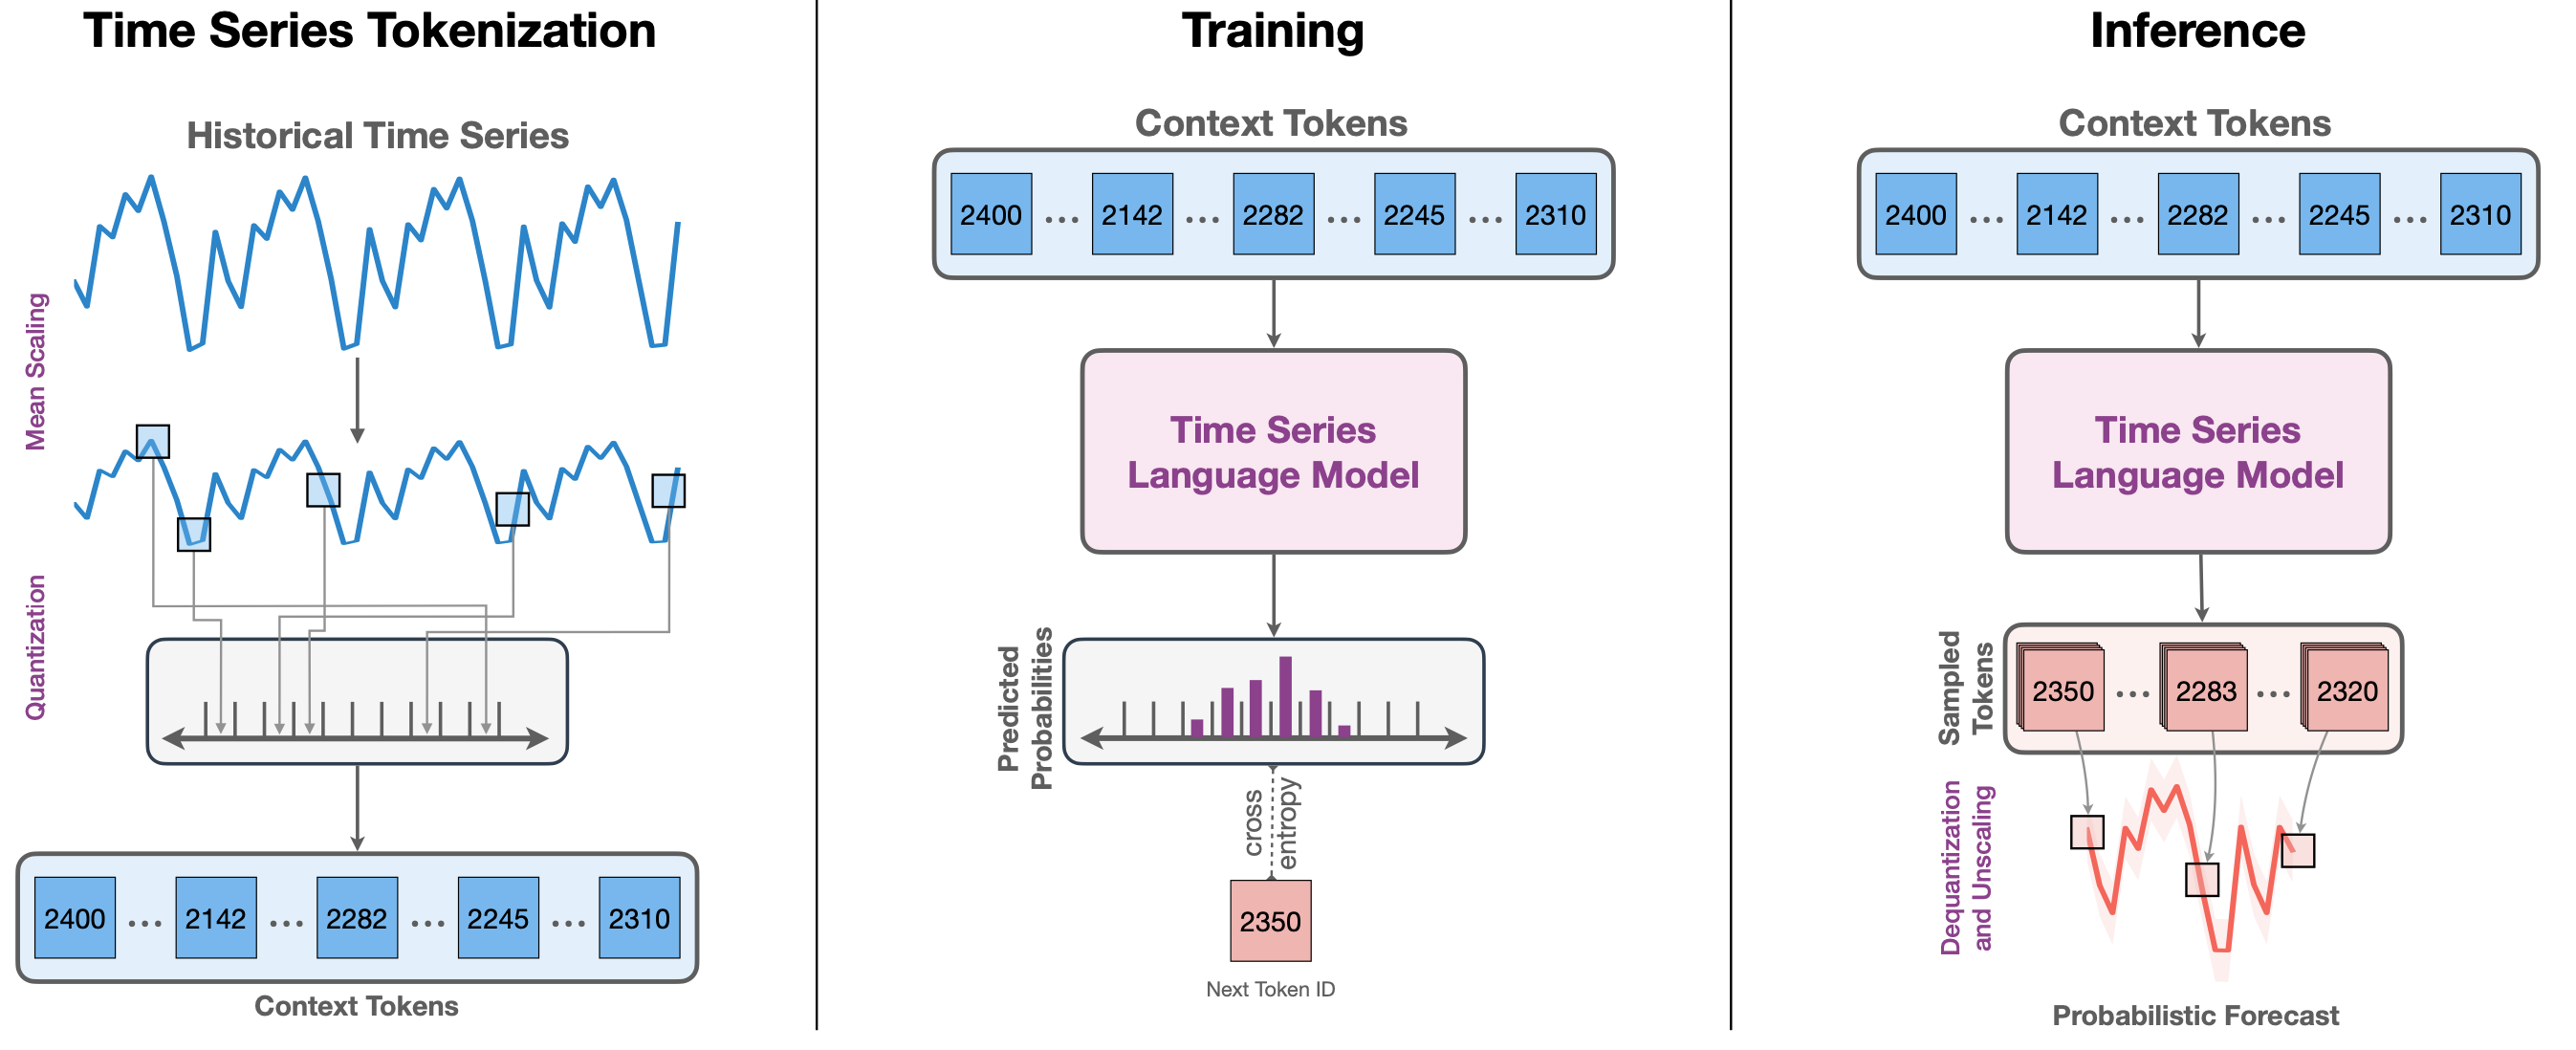 Time Series Tokenization
Historical Time Series
Mean Scaling
Quantization
2400 ... 2142 ... 2282 ... 2245 ... 2310
Context Tokens
Training
Context Tokens
2400 ... 2142 ... 2282 ... 2245 ... 2310
Time Series
Language Model
Predicted
Probabilities
cross
entropy
2350
Next Token ID
Inference
Context Tokens
2400 ... 2142 ... 2282 ... 2245 ... 2310
Time Series
Language Model
Sampled
Tokens
2350 ... 2283 ... 2320
Dequantization
and Unscaling
Probabilistic Forecast